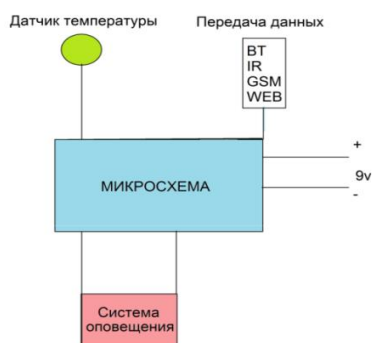 Датчик температуры
Передача данных
BT
IR
GSM
WEB
+
9v
-
МИКРОСХЕМА
Система
оповещения